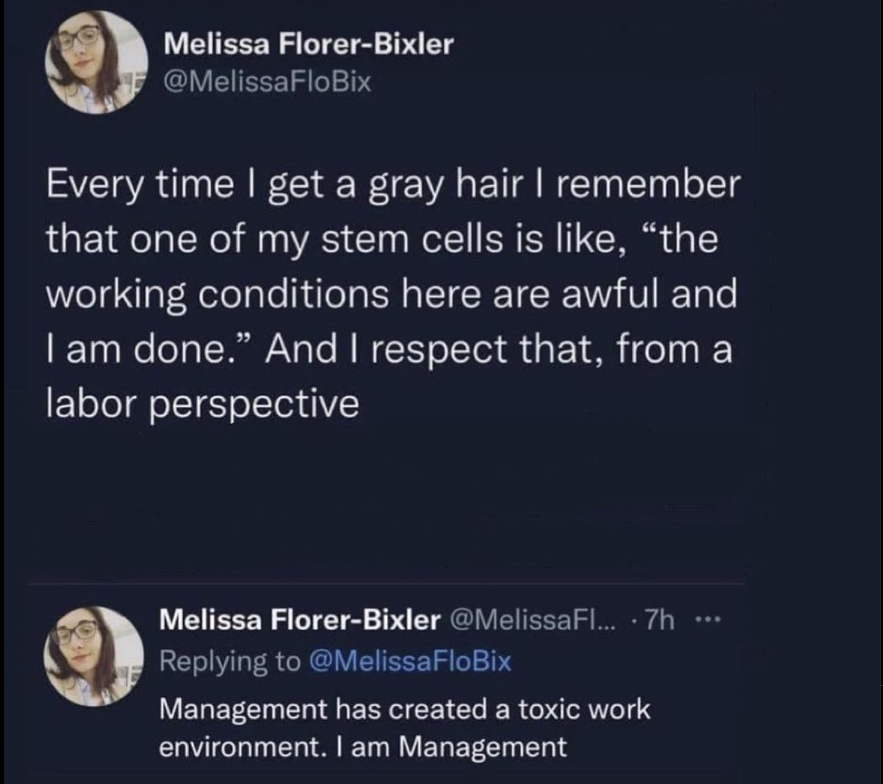 Melissa Florer-Bixler
@MelissaFloBix
Every time I get a gray hair I remember
that one of my stem cells is like, “the
working conditions here are awful and
I am done.” And I respect that, from a
labor perspective
Melissa Florer-Bixler @MelissaFl... · 7h ...
Replying to @MelissaFloBix
Management has created a toxic work
environment. I am Management